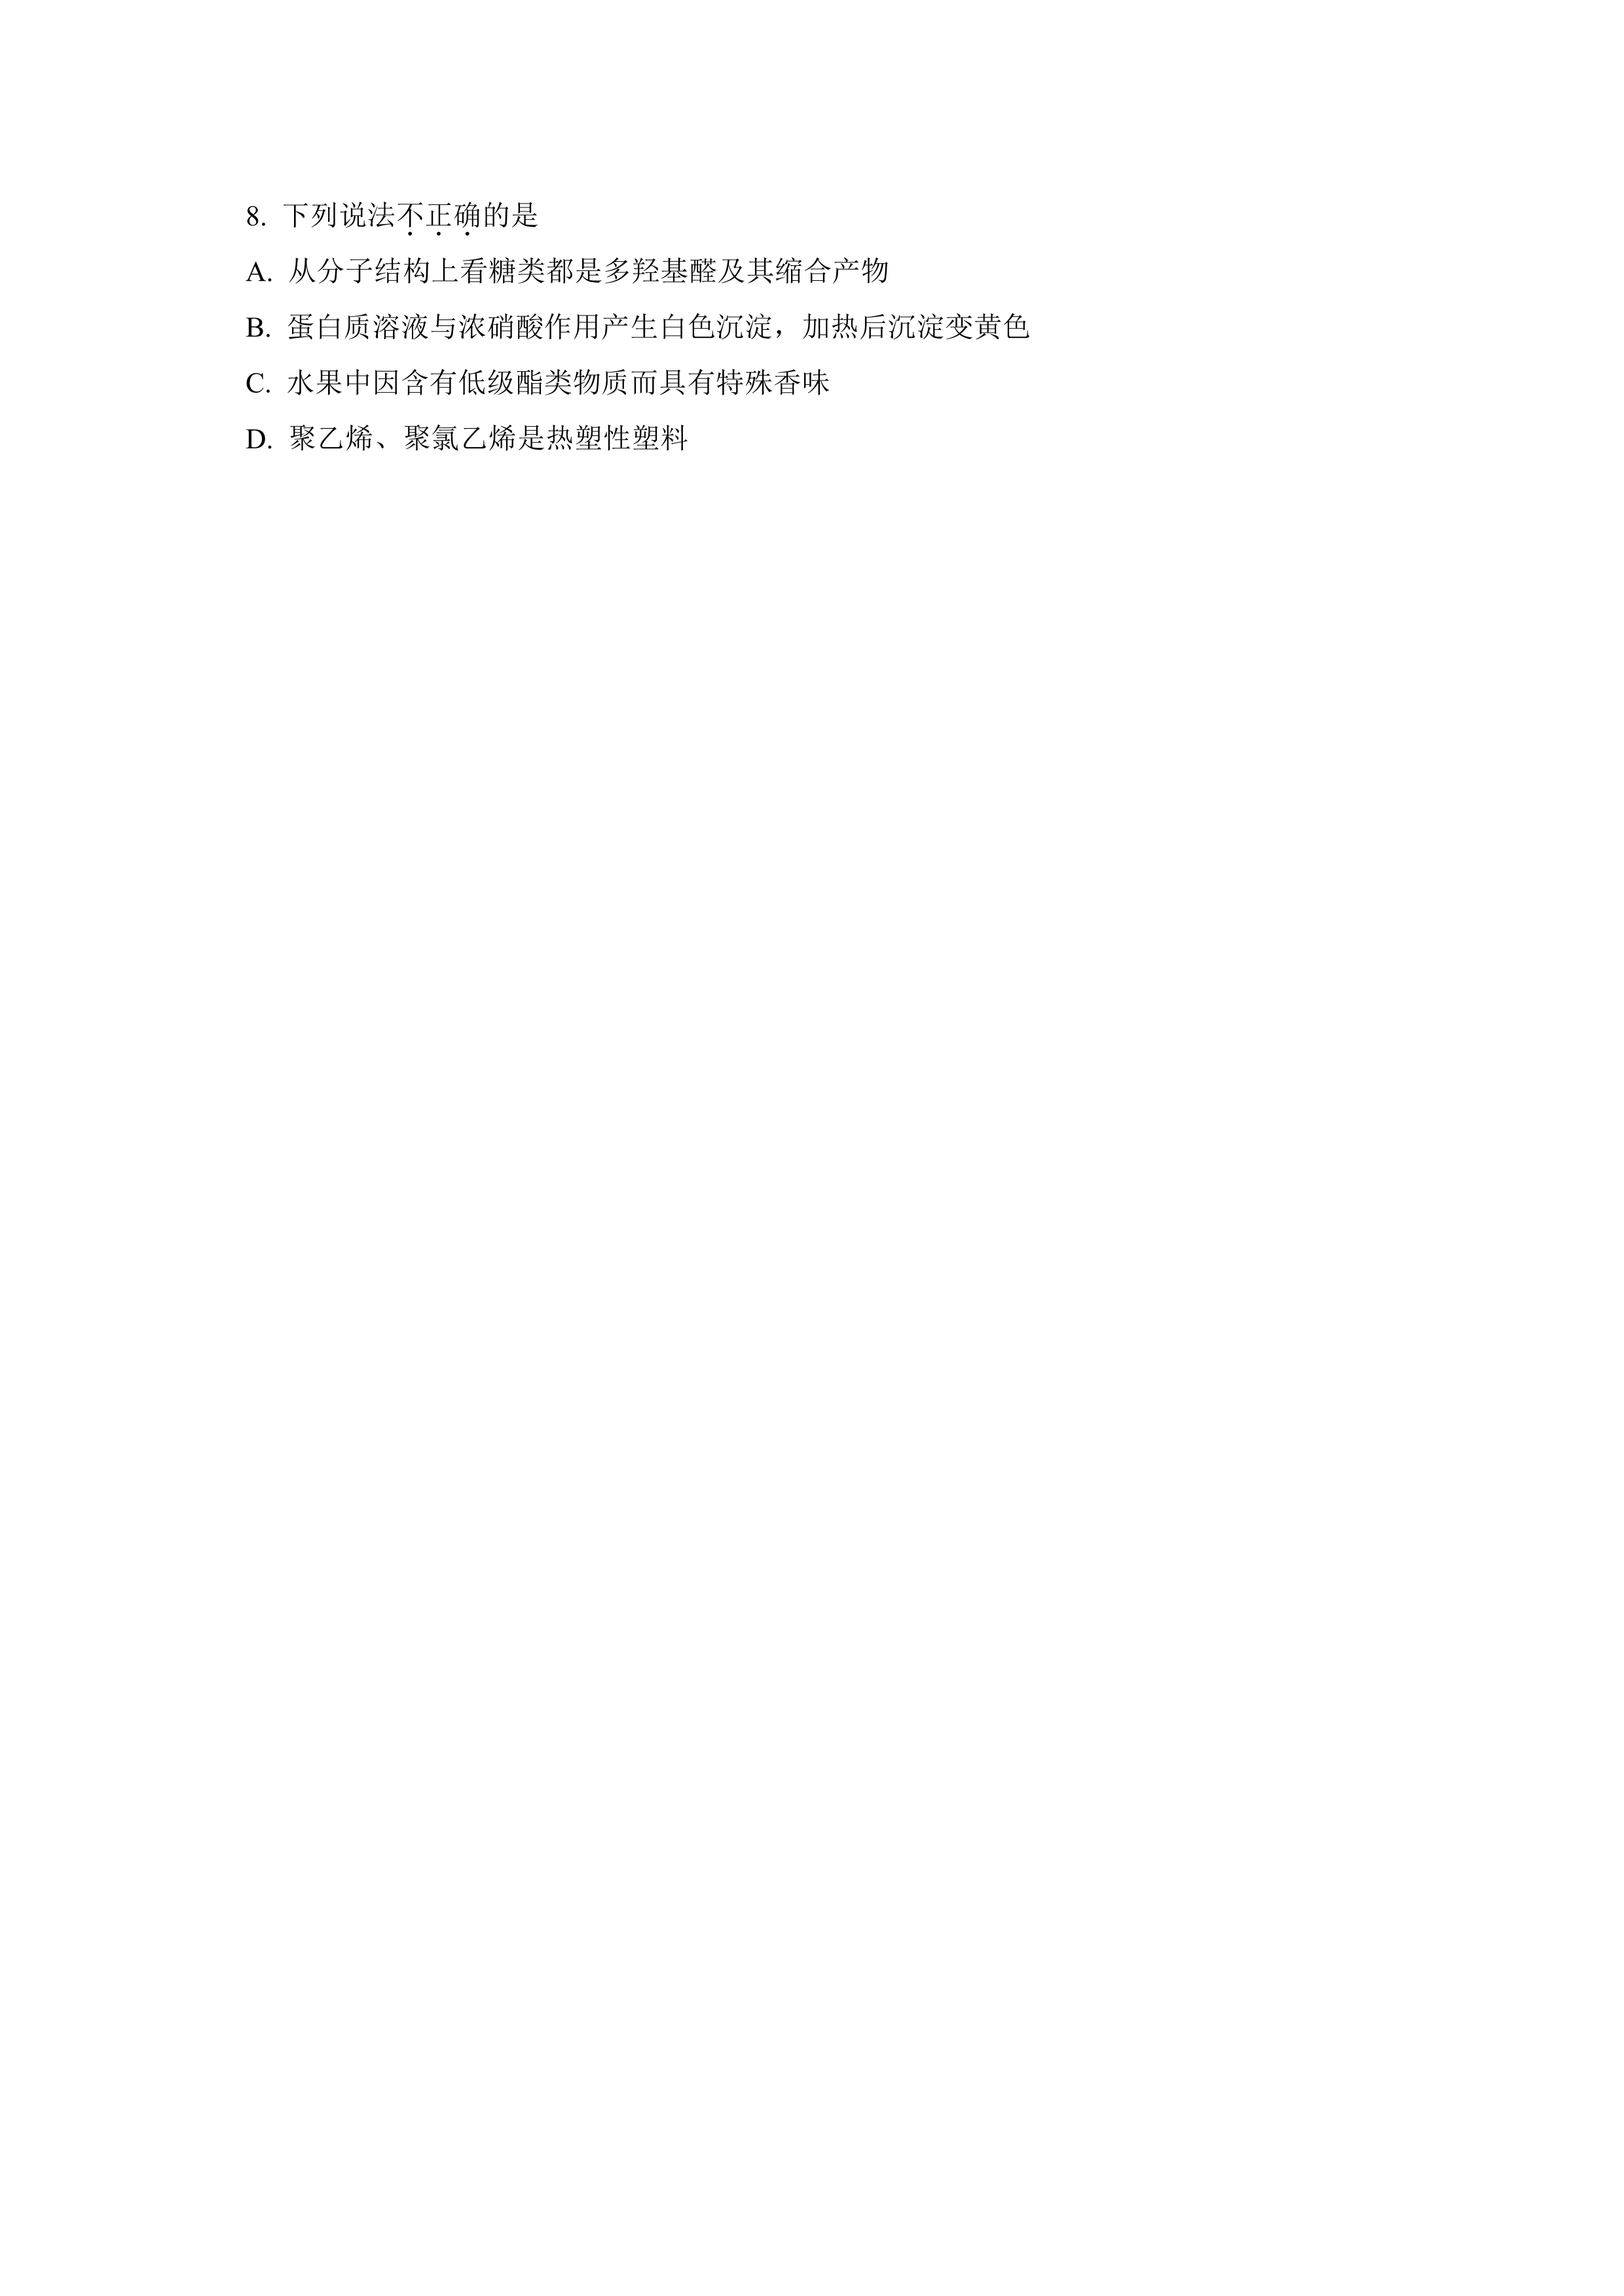 8. 下列说法不正确的是
A. 从分子结构上看糖类都是多羟基醛及其缩合产物
B. 蛋白质溶液与浓硝酸作用产生白色沉淀，加热后沉淀变黄色
C. 水果中因含有低级酯类物质而具有特殊香味
D. 聚乙烯、聚氯乙烯是热塑性塑料